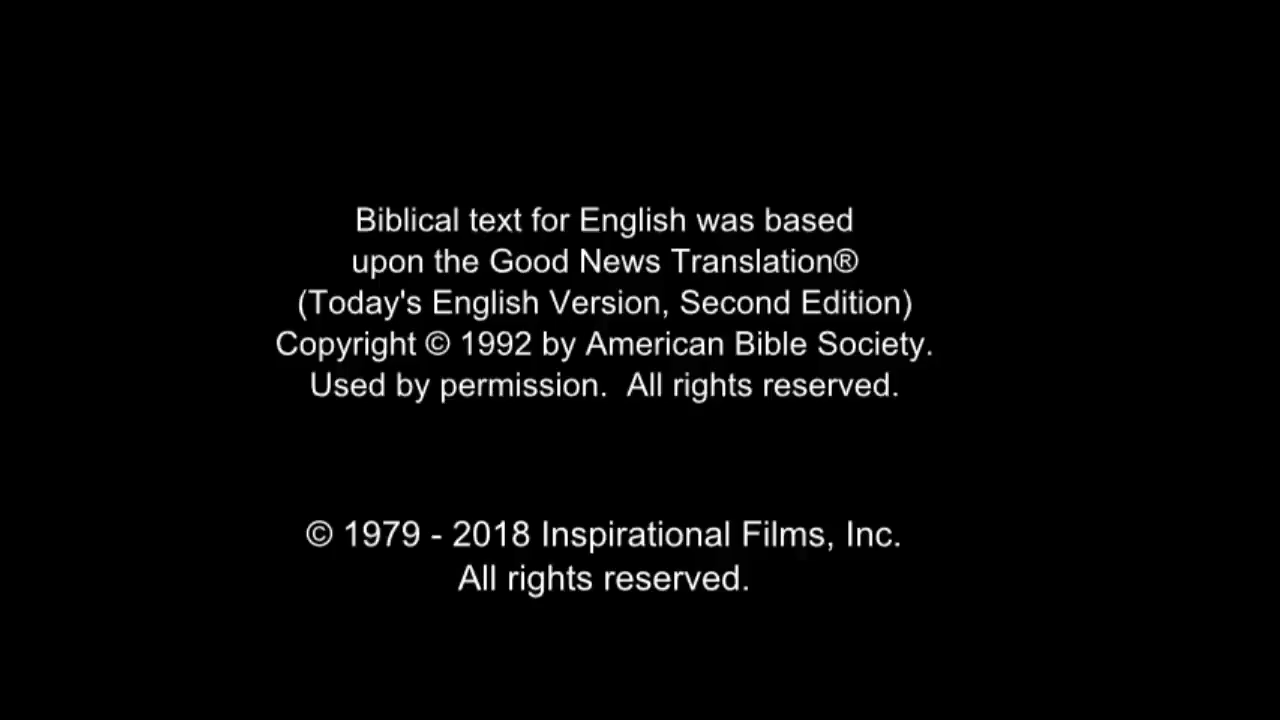 Biblical text for English was based
upon the Good News Translation®
(Today's English Version, Second Edition)
Copyright © 1992 by American Bible Society.
Used by permission.  All rights reserved.
© 1979 - 2018 Inspirational Films, Inc.
All rights reserved.